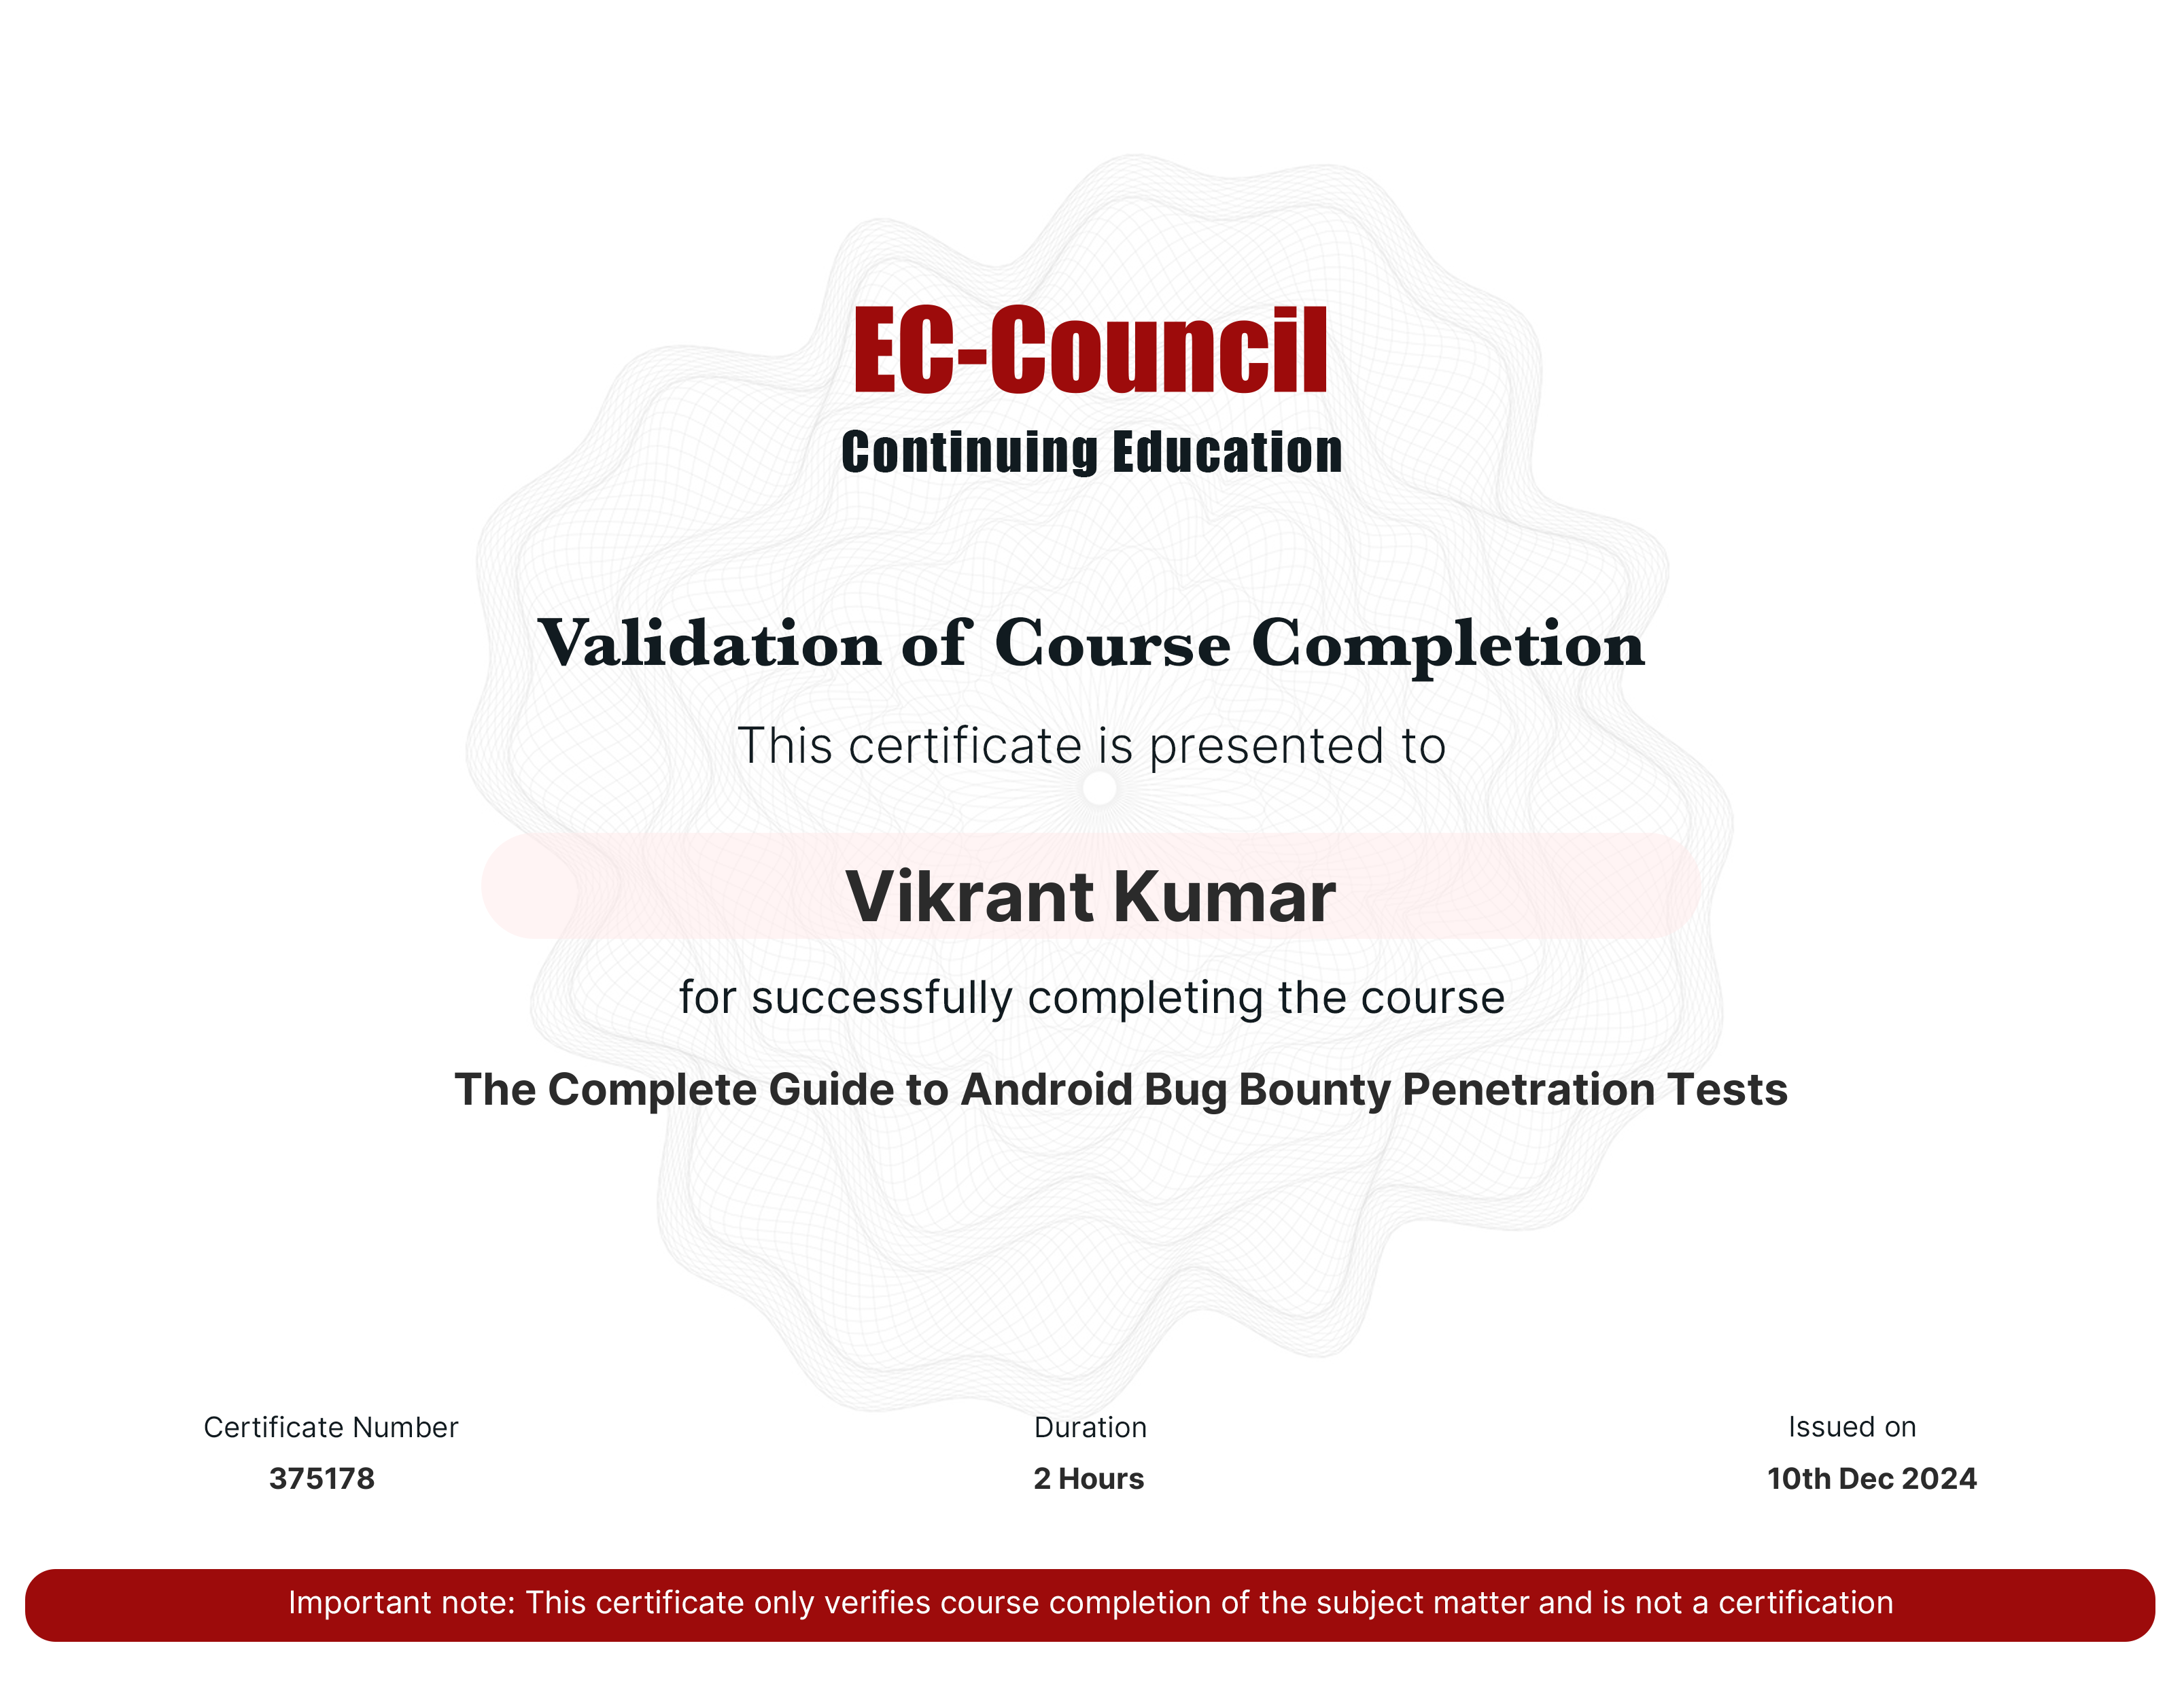 EC-Council
Continuing Education
Validation of Course Completion
This certificate is presented to
Vikrant Kumar
for successfully completing the course
The Complete Guide to Android Bug Bounty Penetration Tests
Certificate Number
375178
Duration
2 Hours
Issued on
10th Dec 2024
Important note: This certificate only verifies course completion of the subject matter and is not a certification